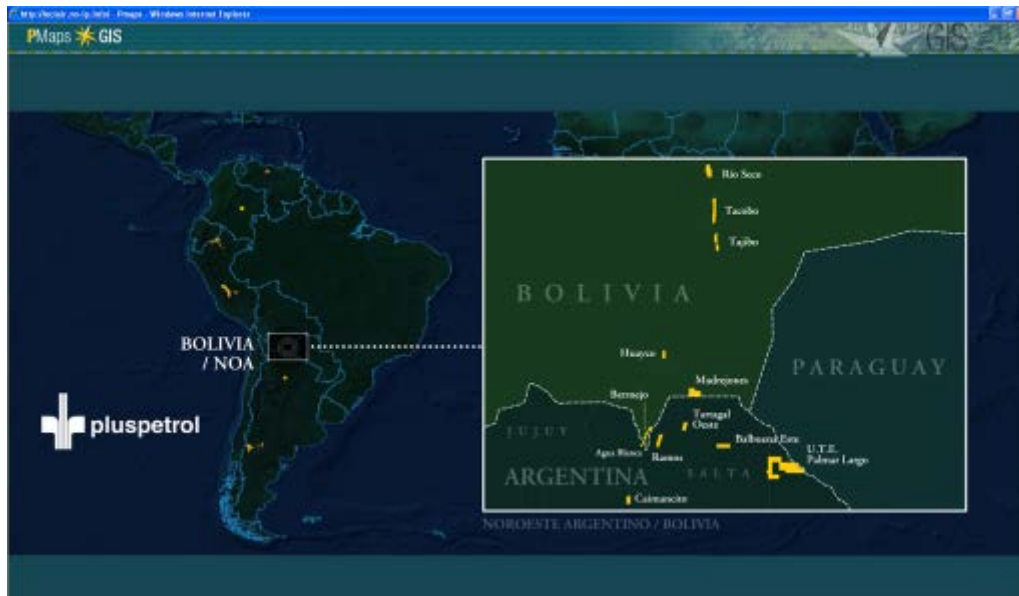 PMaps GIS
GIS
Rio Seco
Tacobo
Tajibo
BOLIVIA
BOLIVIA
/ NOA
Huayco
PARAGUAY
Madrejones
Bermejo
pluspetrol
Tartagal
Oeste
JUJUY
Balbuena Este
Agua Blanca
Ramos
U.T.E.
Palmar Largo
ARGENTINA
SALTA
Caimancito
NOROESTE ARGENTINO / BOLIVIA